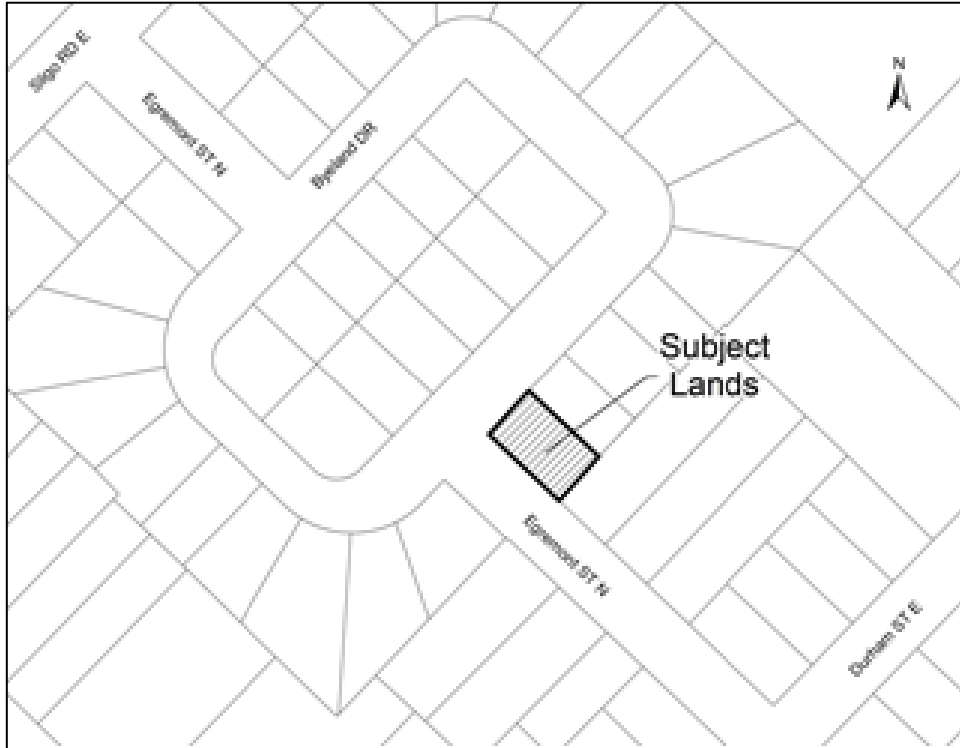 Sligo RD E
Egremont ST N
Byeland DR
N
Subject
Lands
Egremont ST N
Durham ST E